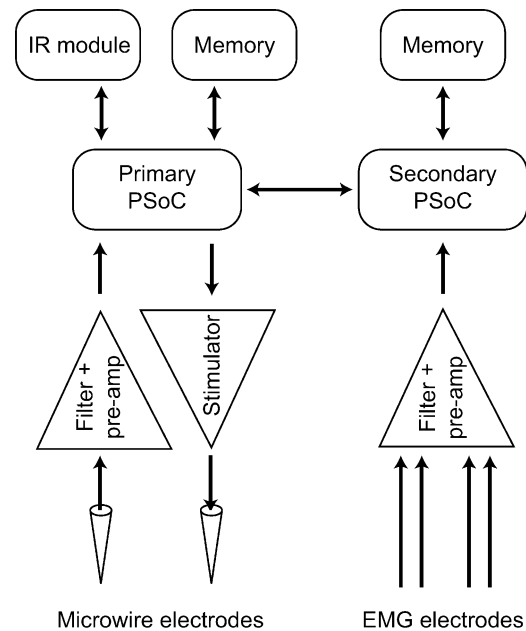 IR module
Memory
Memory
Primary
PSoC
Secondary
PSoC
Filter +
pre-amp
Stimulator
Filter +
pre-amp
Microwire electrodes
EMG electrodes